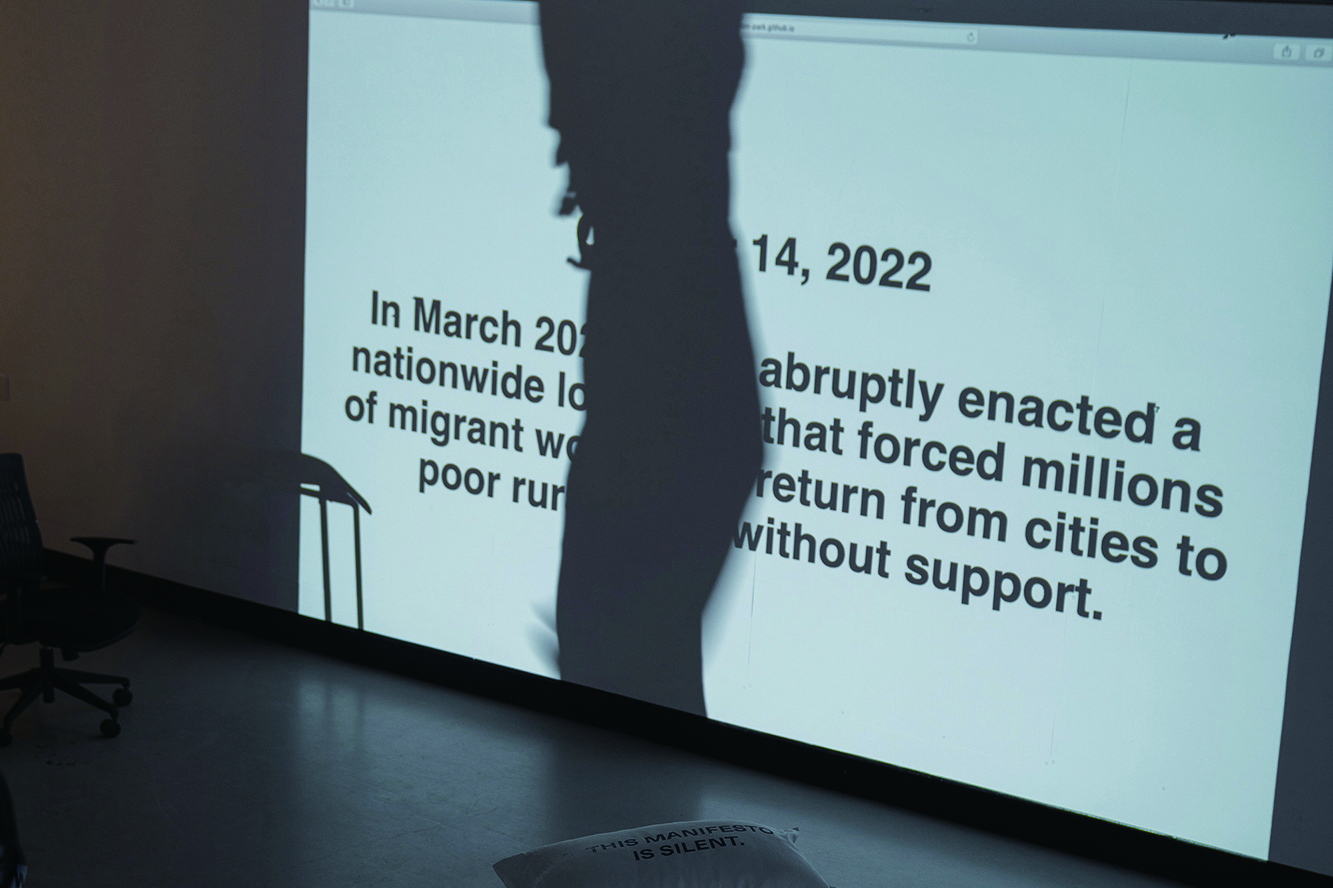 14, 2022
In March 202 abruptly enacted a
nationwide lo that forced millions
of migrant wo return from cities to
poor rur without support.
THIS MANIFESTO
IS SILENT.